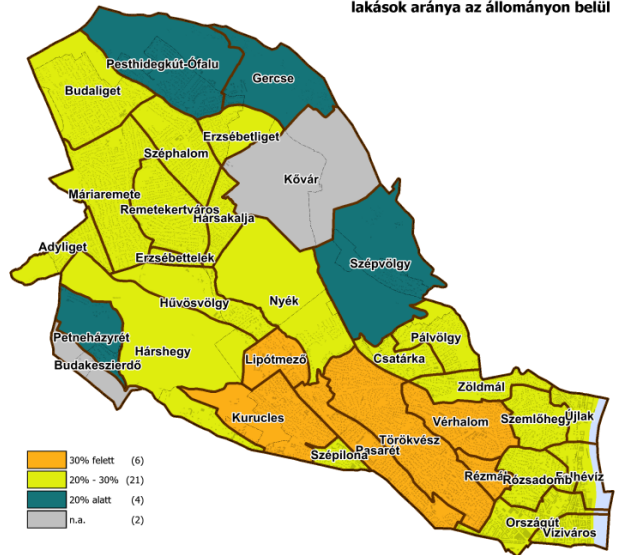 lakások aránya az állományon belül
Pesthidegkút-Ófalu
Gercse
Budaliget
Erzsébetliget
Széphalom
Kővár
Máriaremete
Remetekertváros
Hársakalja
Adyliget
Erzsébettelek
Szépvölgy
Hűvösvölgy
Nyék
Petneházyrét
Pálvölgy
Hárshegy
Lipótmező
Csatárka
Budakeszierdő
Zöldmál
Kurucles
Vérhalom
Szemlőhegy
Újlak
Törökvész
Pasarét
Szépilona
Rézmál
Rózsadomb
Felhévíz
Országút
Víziváros
30% felett (6)
20% - 30% (21)
20% alatt (4)
n.a. (2)